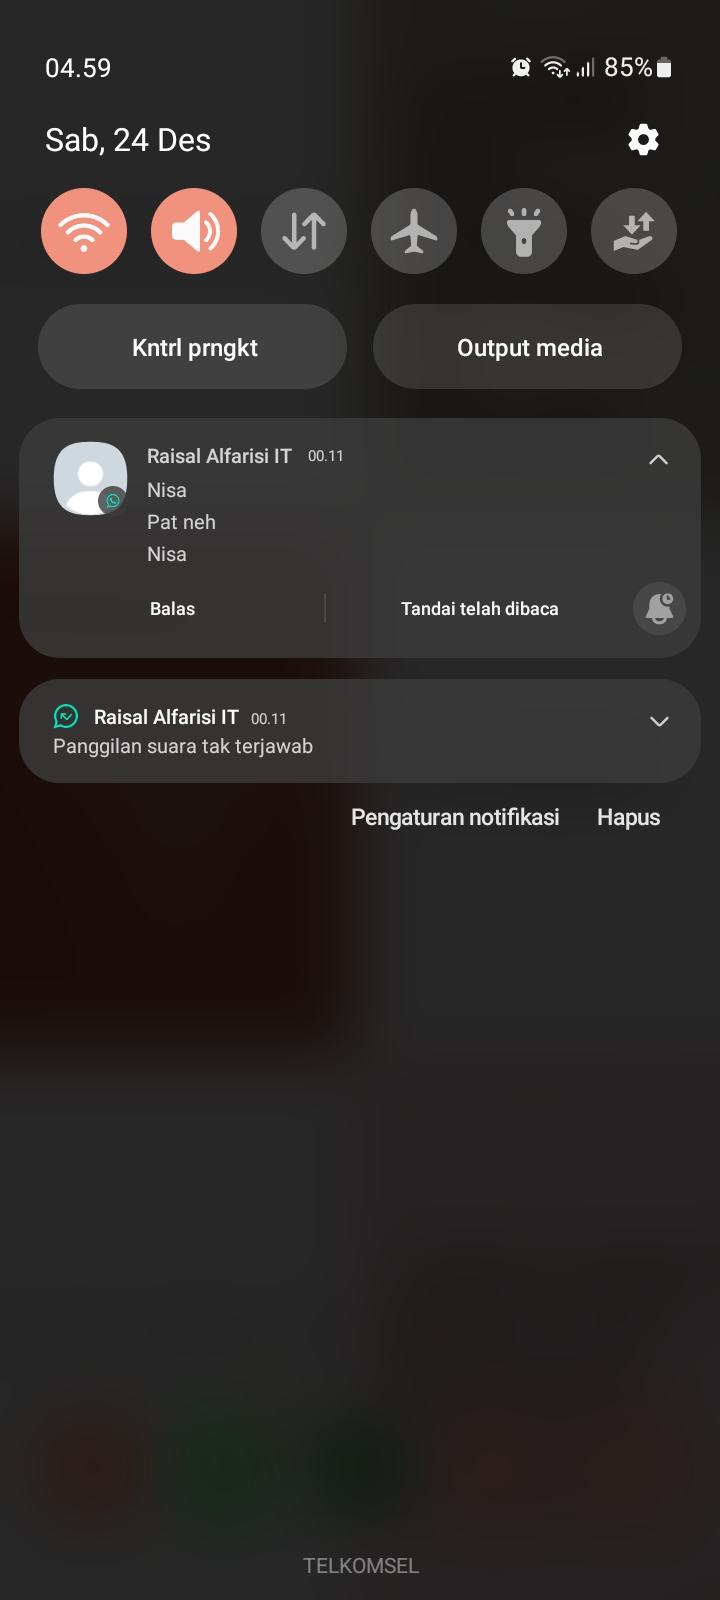 04.59
85%
Sab, 24 Des
Kntrl prngkt
Output media
Raisal Alfarisi IT 00.11
Nisa
Pat neh
Nisa
Balas
Tandai telah dibaca
Raisal Alfarisi IT 00.11
Panggilan suara tak terjawab
Pengaturan notifikasi
Hapus
TELKOMSEL